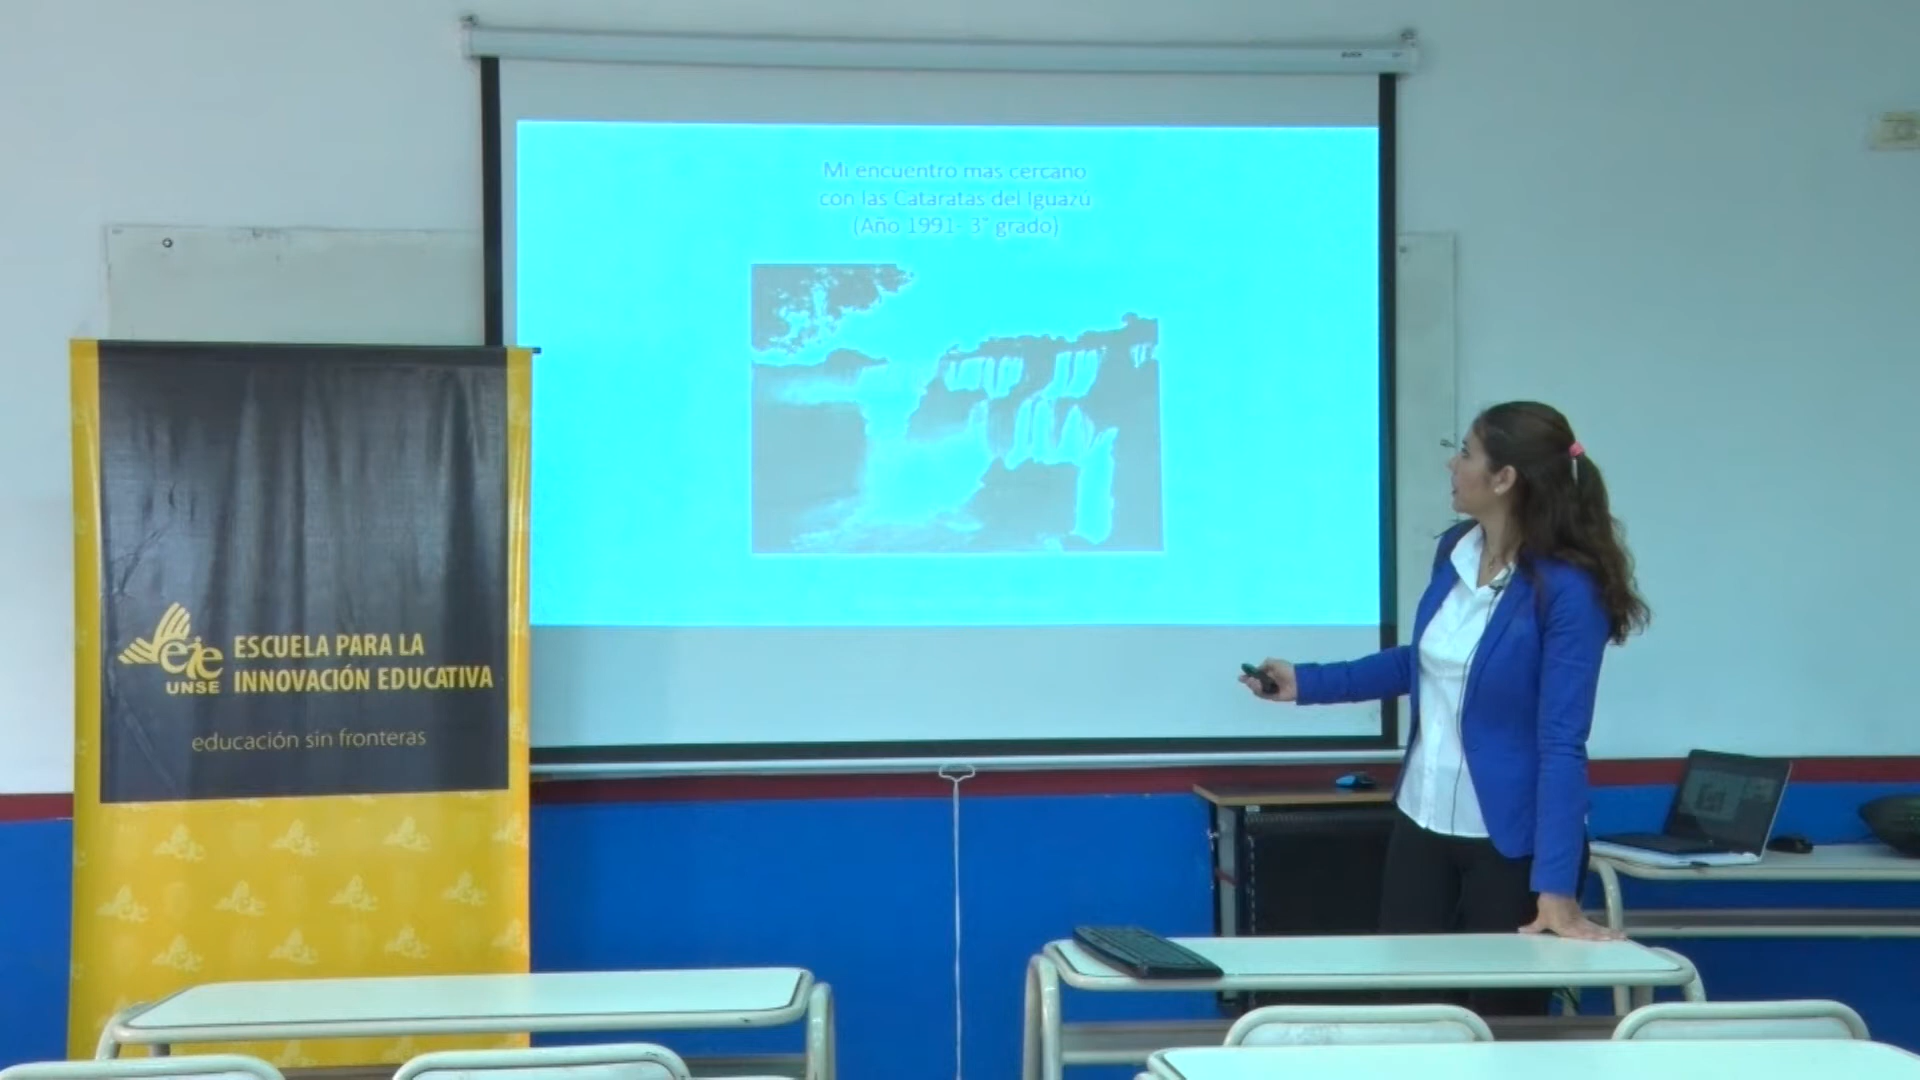 Mi encuentro mas cercano
con las Cataratas del Iguazú
(Año 1991- 3° grado)
eie
UNSE
ESCUELA PARA LA
INNOVACIÓN EDUCATIVA
educación sin fronteras